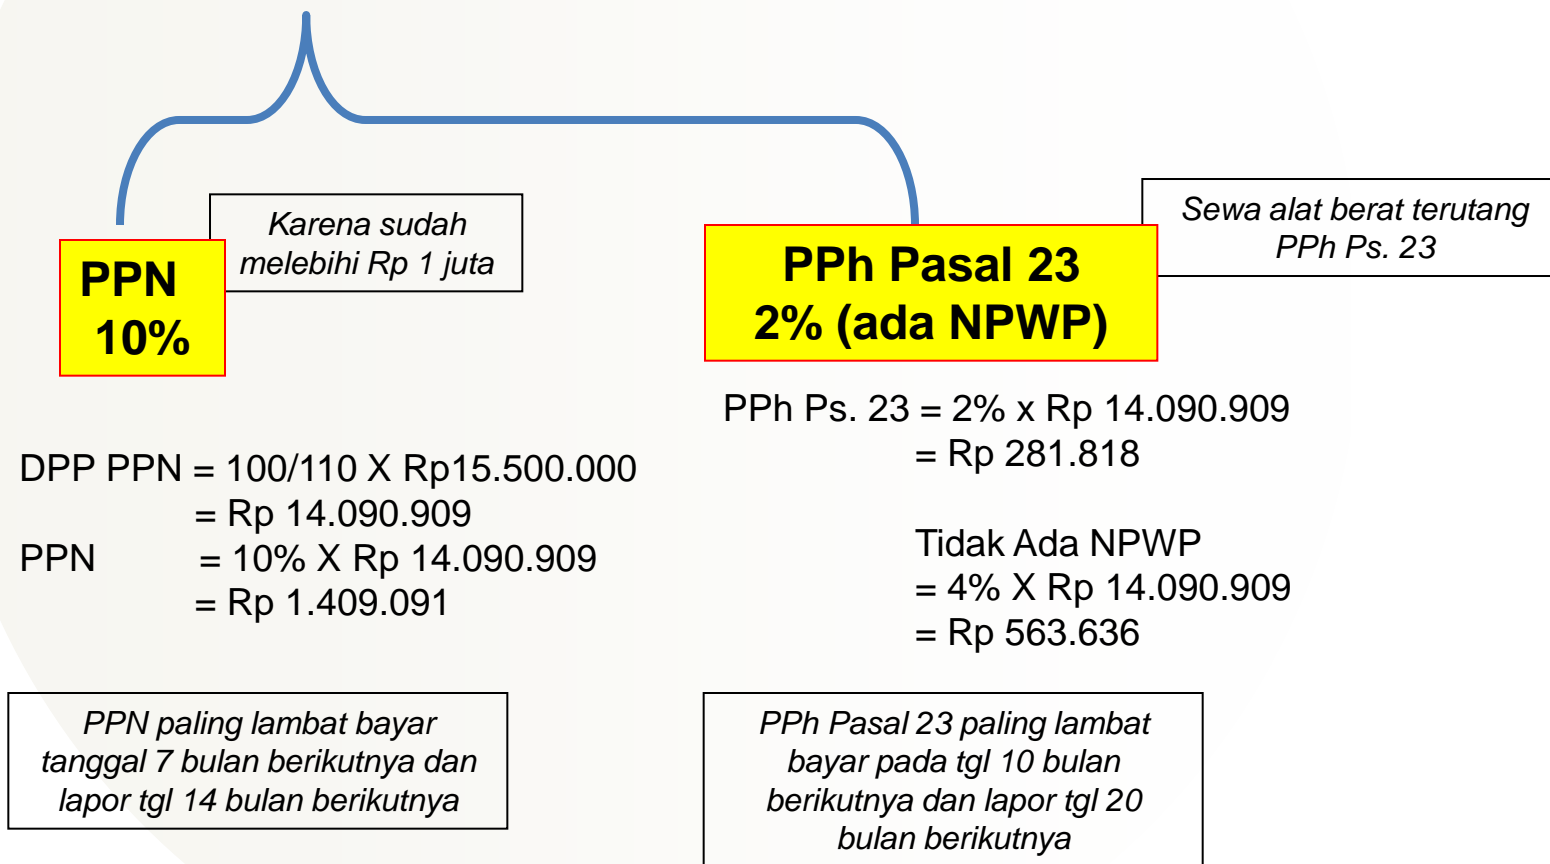 Karena sudah
melebihi Rp 1 juta
PPN
10%
Sewa alat berat terutang
PPh Ps. 23
PPh Pasal 23
2% (ada NPWP)
DPP PPN = 100/110 X Rp15.500.000
= Rp 14.090.909
PPN = 10% X Rp 14.090.909
= Rp 1.409.091
PPh Ps. 23 = 2% x Rp 14.090.909
= Rp 281.818
Tidak Ada NPWP
= 4% X Rp 14.090.909
= Rp 563.636
PPN paling lambat bayar
tanggal 7 bulan berikutnya dan
lapor tgl 14 bulan berikutnya
PPh Pasal 23 paling lambat
bayar pada tgl 10 bulan
berikutnya dan lapor tgl 20
bulan berikutnya